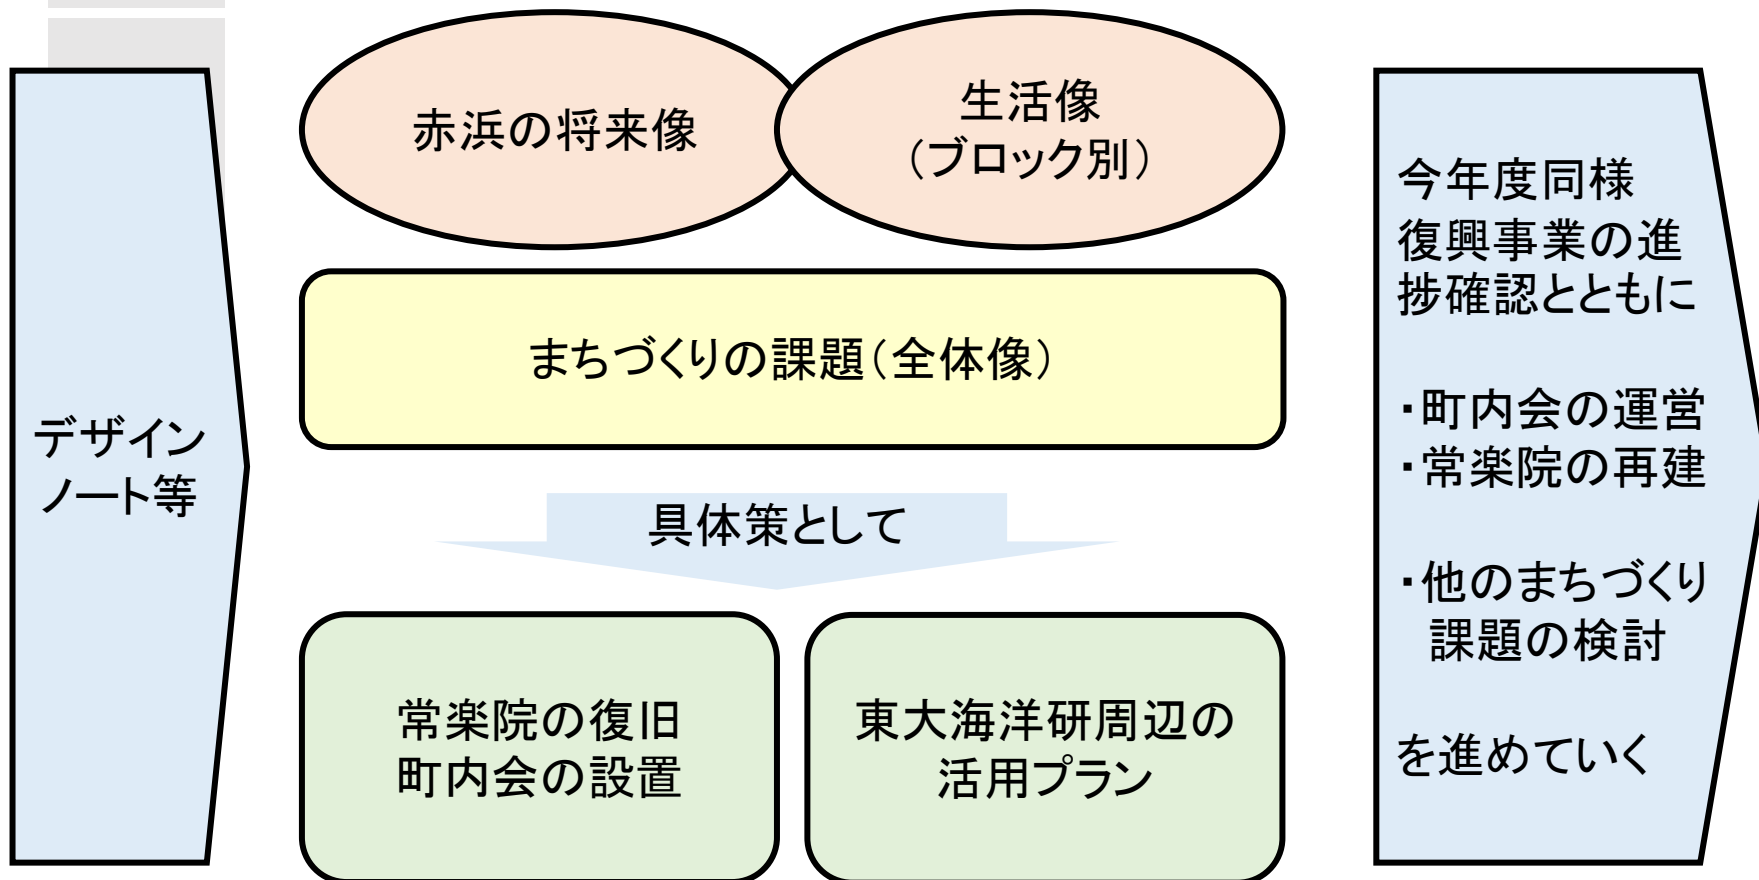 デザイン
ノート等
赤浜の将来像
生活像
（ブロック別）
まちづくりの課題（全体像）
具体策として
常楽院の復旧
町内会の設置
東大海洋研周辺の
活用プラン
今年度同様
復興事業の進
捗確認とともに
・町内会の運営
・常楽院の再建
・他のまちづくり
課題の検討
を進めていく